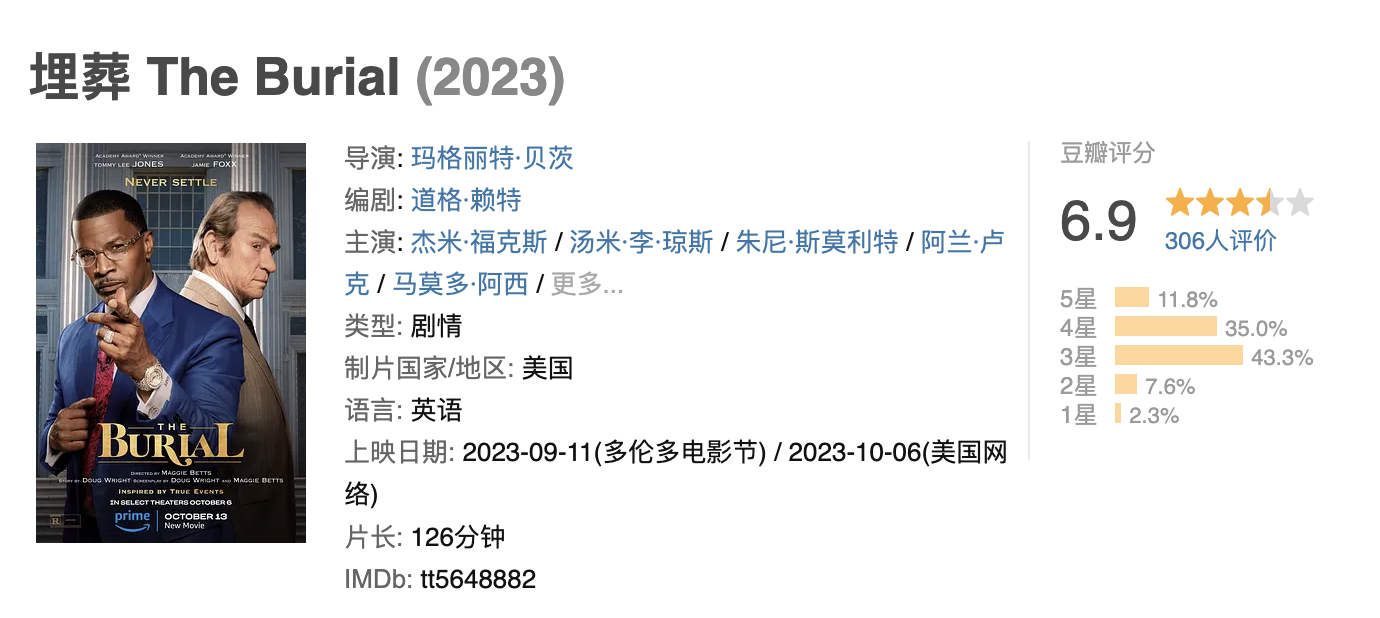 埋葬 The Burial (2023)
ACADEMY AWARD® WINNER
TOMMY LEE JONES
ACADEMY AWARD® WINNER
JAMIE FOXX
NEVER SETTLE
THE
BURIAL
DIRECTED BY MAGGIE BETTS
STORY BY DOUG WRIGHT SCREENPLAY BY DOUG WRIGHT AND MAGGIE BETTS
INSPIRED BY TRUE EVENTS
IN SELECT THEATERS OCTOBER 6
prime
OCTOBER 13
New Movie
R
导演: 玛格丽特·贝茨
编剧: 道格·赖特
主演: 杰米·福克斯 / 汤米·李·琼斯 / 朱尼·斯莫利特 / 阿兰·卢
克 / 马莫多·阿西 / 更多...
类型: 剧情
制片国家/地区: 美国
语言: 英语
上映日期: 2023-09-11(多伦多电影节) / 2023-10-06(美国网
络)
片长: 126分钟
IMDb: tt5648882
豆瓣评分
6.9
306人评价
5星 11.8%
4星 35.0%
3星 43.3%
2星 7.6%
1星 2.3%